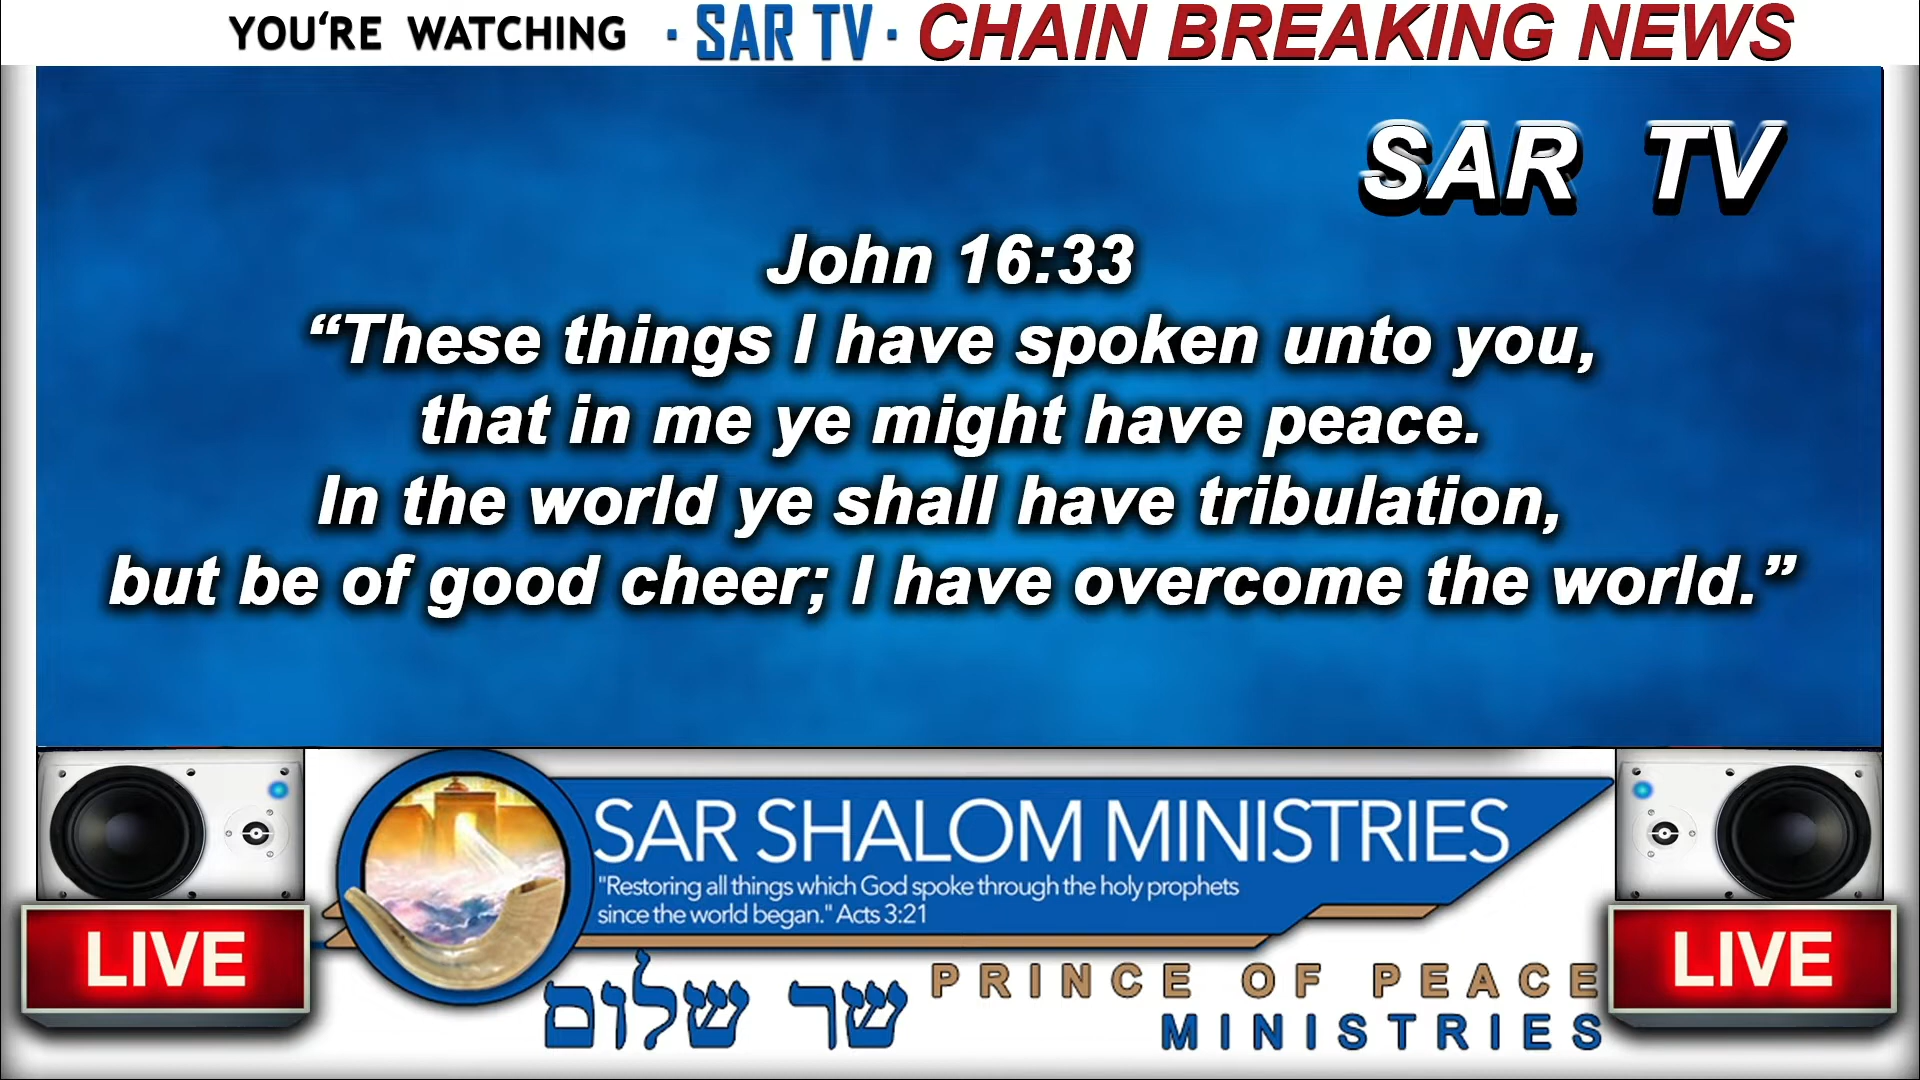 YOU'RE WATCHING · SAR TV · CHAIN BREAKING NEWS
SAR TV
John 16:33
“These things I have spoken unto you,
that in me ye might have peace.
In the world ye shall have tribulation,
but be of good cheer; I have overcome the world.”
SAR SHALOM MINISTRIES
"Restoring all things which God spoke through the holy prophets
since the world began." Acts 3:21
LIVE
LIVE
שר שלום
PRINCE OF PEACE
MINISTRIES